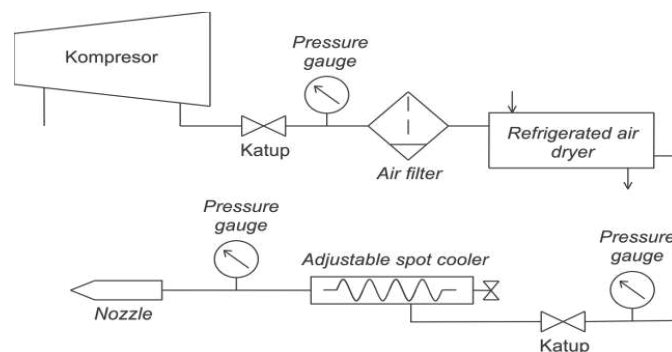 Kompresor
Pressure
gauge
Katup
Air filter
Refrigerated air
dryer
Pressure
gauge
Adjustable spot cooler
Pressure
gauge
Nozzle
Katup